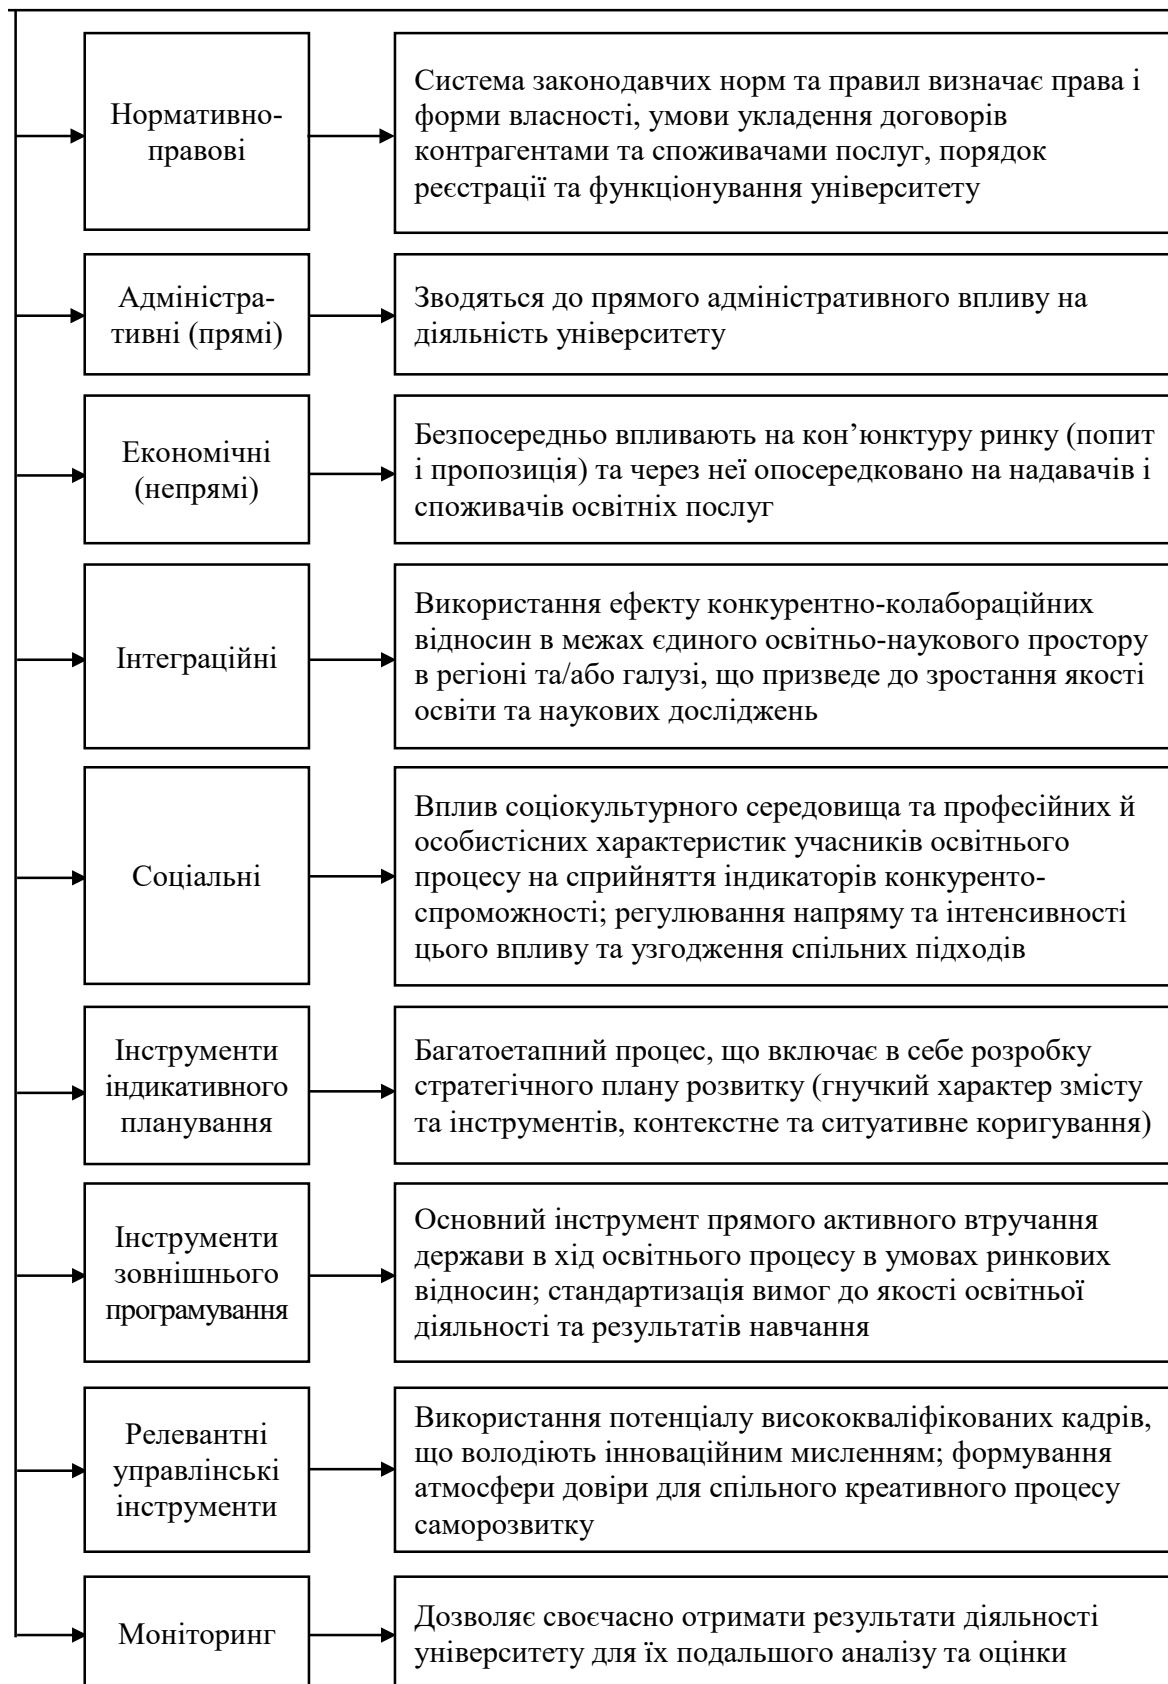 Нормативно-
правові
Система законодавчих норм та правил визначає права і
форми власності, умови укладення договорів
контрагентами та споживачами послуг, порядок
реєстрації та функціонування університету
Адміністра-
тивні (прямі)
Зводяться до прямого адміністративного впливу на
діяльність університету
Економічні
(непрямі)
Безпосередньо впливають на кон’юнктуру ринку (попит
і пропозиція) та через неї опосередковано на надавачів і
споживачів освітніх послуг
Інтеграційні
Використання ефекту конкурентно-колабораційних
відносин в межах єдиного освітньо-наукового простору
в регіоні та/або галузі, що призведе до зростання якості
освіти та наукових досліджень
Соціальні
Вплив соціокультурного середовища та професійних й
особистісних характеристик учасників освітнього
процесу на сприйняття індикаторів конкуренто-
спроможності; регулювання напряму та інтенсивності
цього впливу та узгодження спільних підходів
Інструменти
індикативного
планування
Багатоетапний процес, що включає в себе розробку
стратегічного плану розвитку (гнучкий характер змісту
та інструментів, контекстне та ситуативне коригування)
Інструменти
зовнішнього
програмування
Основний інструмент прямого активного втручання
держави в хід освітнього процесу в умовах ринкових
відносин; стандартизація вимог до якості освітньої
діяльності та результатів навчання
Релевантні
управлінські
інструменти
Використання потенціалу висококваліфікованих кадрів,
що володіють інноваційним мисленням; формування
атмосфери довіри для спільного креативного процесу
саморозвитку
Моніторинг
Дозволяє своєчасно отримати результати діяльності
університету для їх подальшого аналізу та оцінки